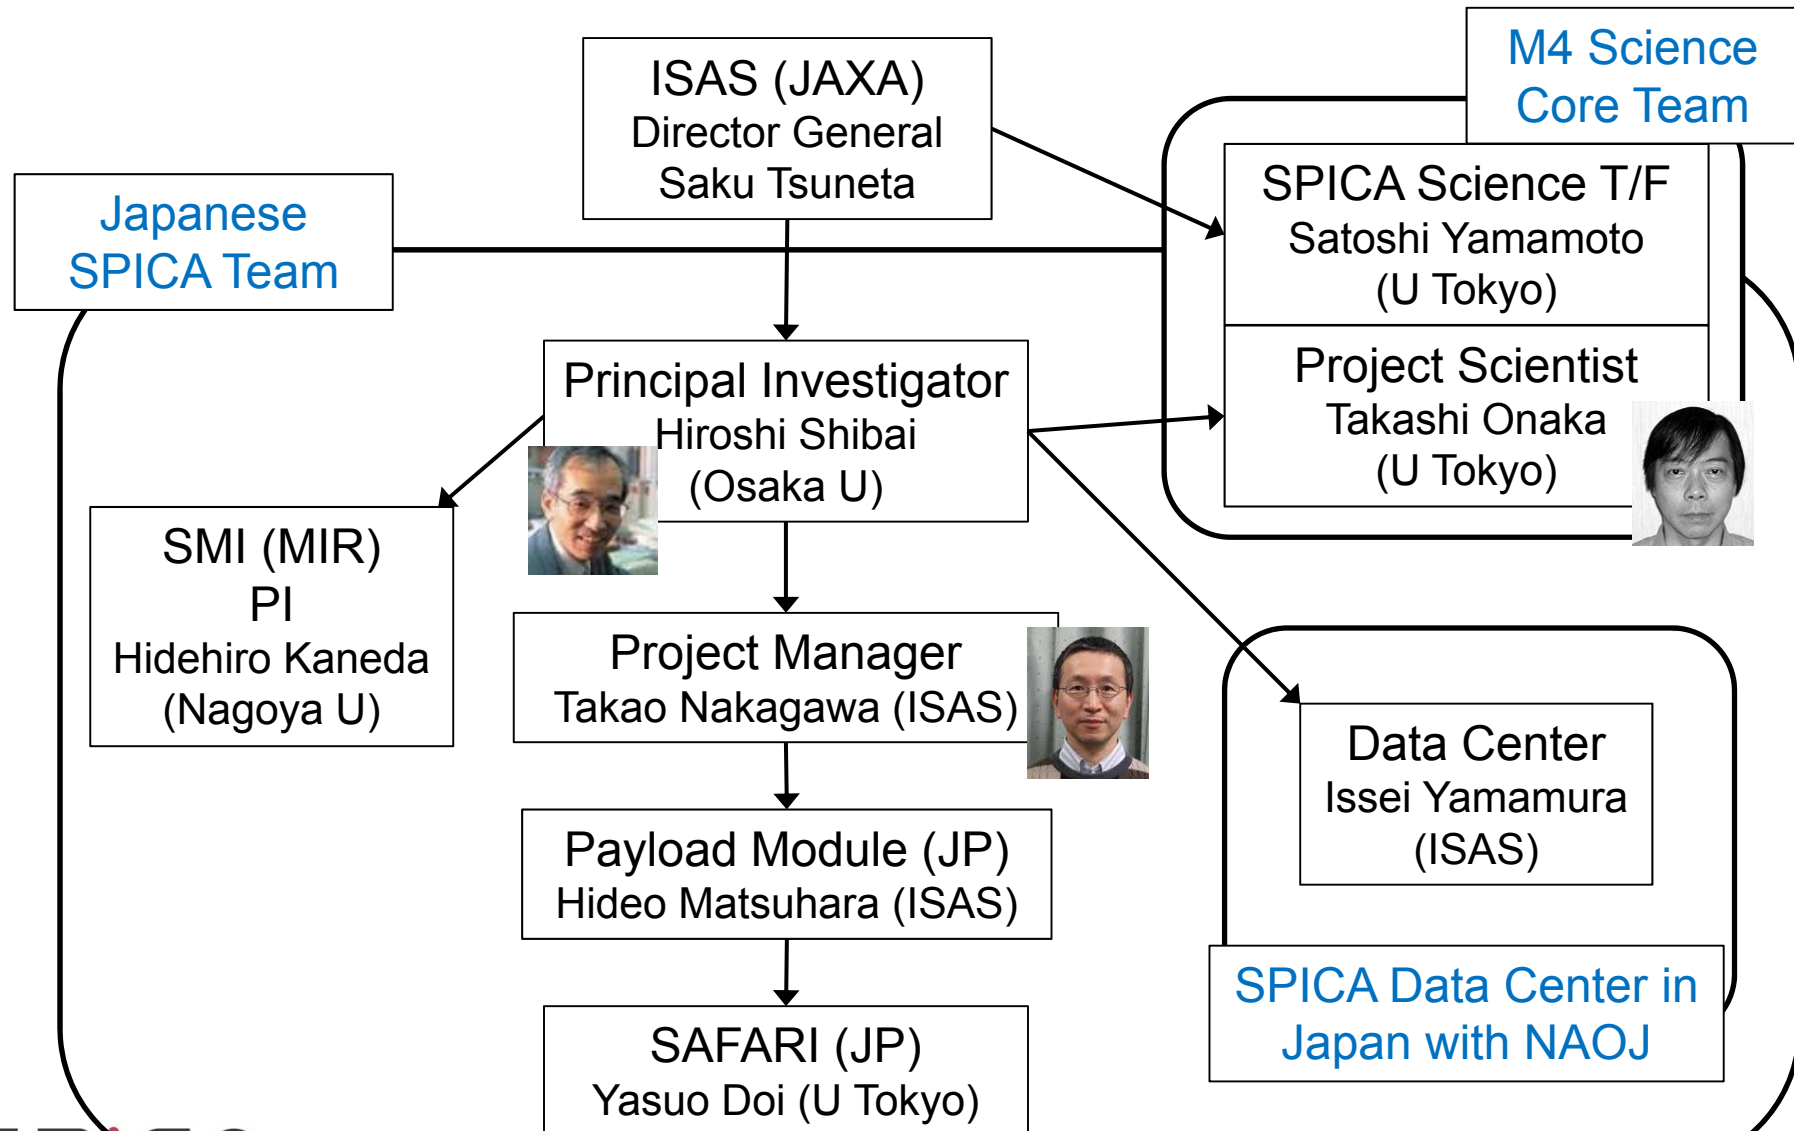 M4 Science
Core Team
ISAS (JAXA)
Director General
Saku Tsuneta
Japanese
SPICA Team
SPICA Science T/F
Satoshi Yamamoto
(U Tokyo)
Principal Investigator
Hiroshi Shibai
(Osaka U)
Project Scientist
Takashi Onaka
(U Tokyo)
SMI (MIR)
PI
Hidehiro Kaneda
(Nagoya U)
Project Manager
Takao Nakagawa (ISAS)
Data Center
Issei Yamamura
(ISAS)
Payload Module (JP)
Hideo Matsuhara (ISAS)
SPICA Data Center in
Japan with NAOJ
SAFARI (JP)
Yasuo Doi (U Tokyo)